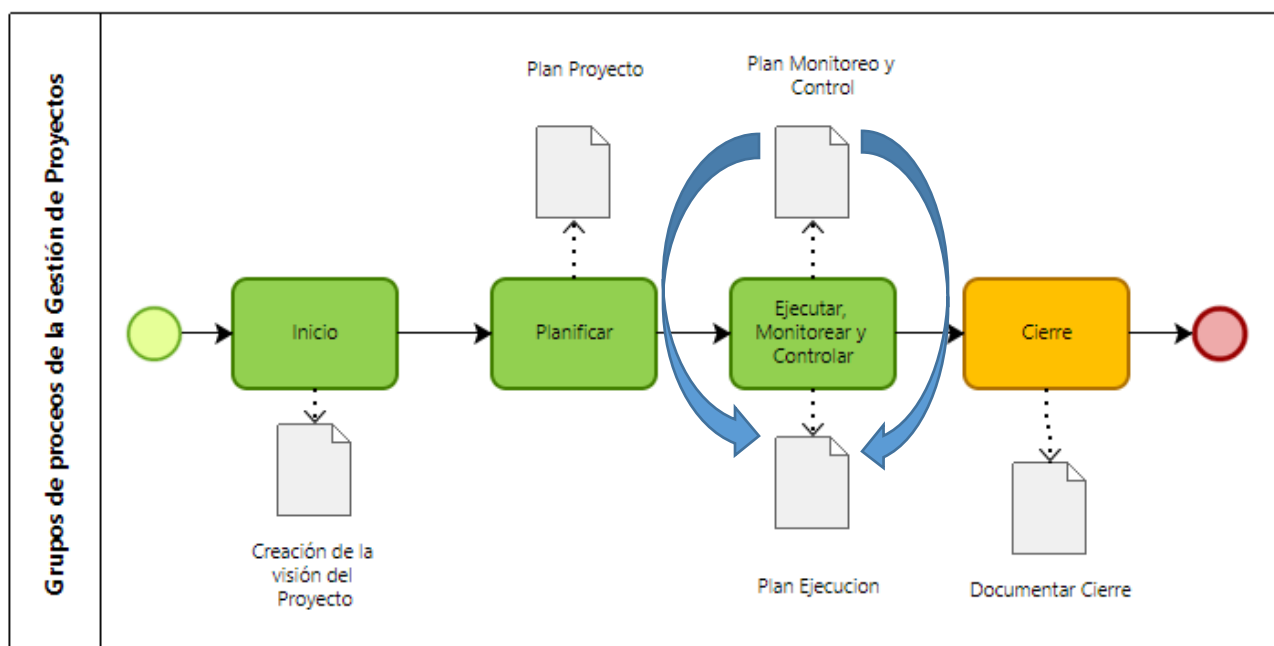 Grupos de proceos de la Gestión de Proyectos
Plan Proyecto
Plan Monitoreo y
Control
Inicio
Planificar
Ejecutar,
Monitorear y
Controlar
Cierre
Creación de la
visión del
Proyecto
Plan Ejecucion
Documentar Cierre